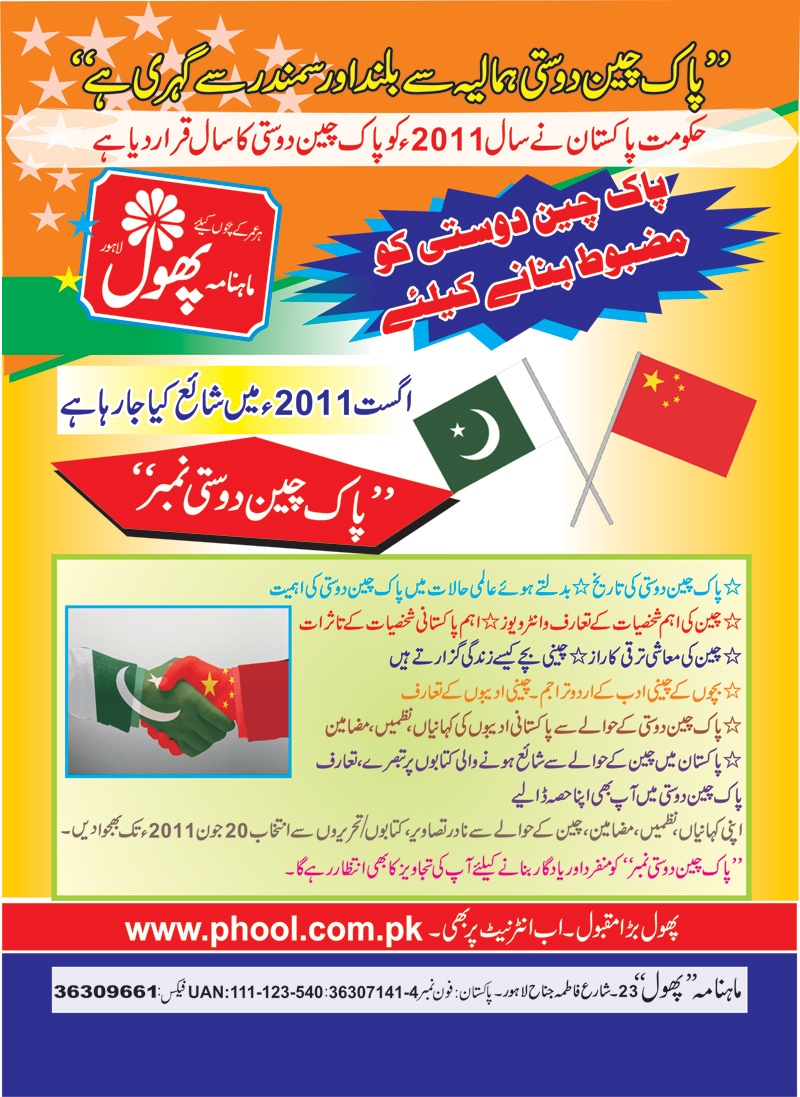 ”پاک چین دوستی ہمالیہ سے بلند اور سمندر سے گہری ہے“
حکومت پاکستان نے سال 2011ء کو پاک چین دوستی کا سال قرار دیا ہے
پاک چین دوستی کو
مضبوط بنانے کیلئے
ہر عمر کے بچوں کیلئے
ماہنامہ پھول لاہور
اگست 2011ء میں شائع کیا جا رہا ہے
”پاک چین دوستی نمبر“
☆ پاک چین دوستی کی تاریخ ☆ بدلتے ہوئے عالمی حالات میں پاک چین دوستی کی اہمیت
☆ چین کی اہم شخصیات کے تعارف و انٹرویوز ☆ اہم پاکستانی شخصیات کے تاثرات
☆ چین کی معاشی ترقی کا راز ☆ چینی بچے کیسے زندگی گزارتے ہیں
☆ بچوں کے چینی ادب کے اردو تراجم۔ چینی ادیبوں کے تعارف
☆ پاک چین دوستی کے حوالے سے پاکستانی ادیبوں کی کہانیاں، نظمیں، مضامین
☆ پاکستان میں چین کے حوالے سے شائع ہونے والی کتابوں پر تبصرے، تعارف
پاک چین دوستی میں آپ بھی اپنا حصہ ڈالیے
اپنی کہانیاں، نظمیں، مضامین، چین کے حوالے سے نادر تصاویر، کتابوں/تحریروں سے انتخاب 20 جون 2011ء تک بھجوا دیں۔
”پاک چین دوستی نمبر“ کو منفرد اور یادگار بنانے کیلئے آپ کی تجاویز کا بھی انتظار رہے گا۔
پھول بڑا مقبول۔ اب انٹرنیٹ پر بھی۔ www.phool.com.pk
ماہنامہ ”پھول“ 23۔ شارع فاطمہ جناح لاہور۔ پاکستان: فون نمبر 36307141-4 UAN:111-123-540: فیکس: 36309661